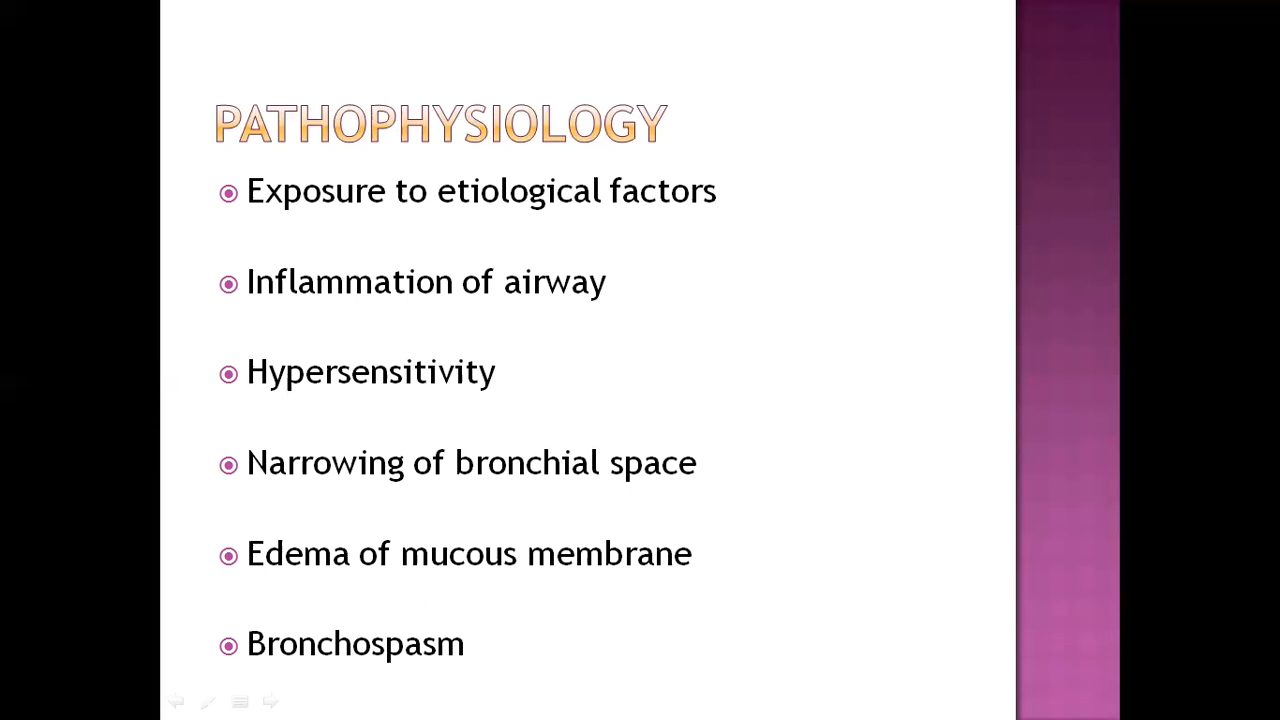 PATHOPHYSIOLOGY
Exposure to etiological factors
Inflammation of airway
Hypersensitivity
Narrowing of bronchial space
Edema of mucous membrane
Bronchospasm